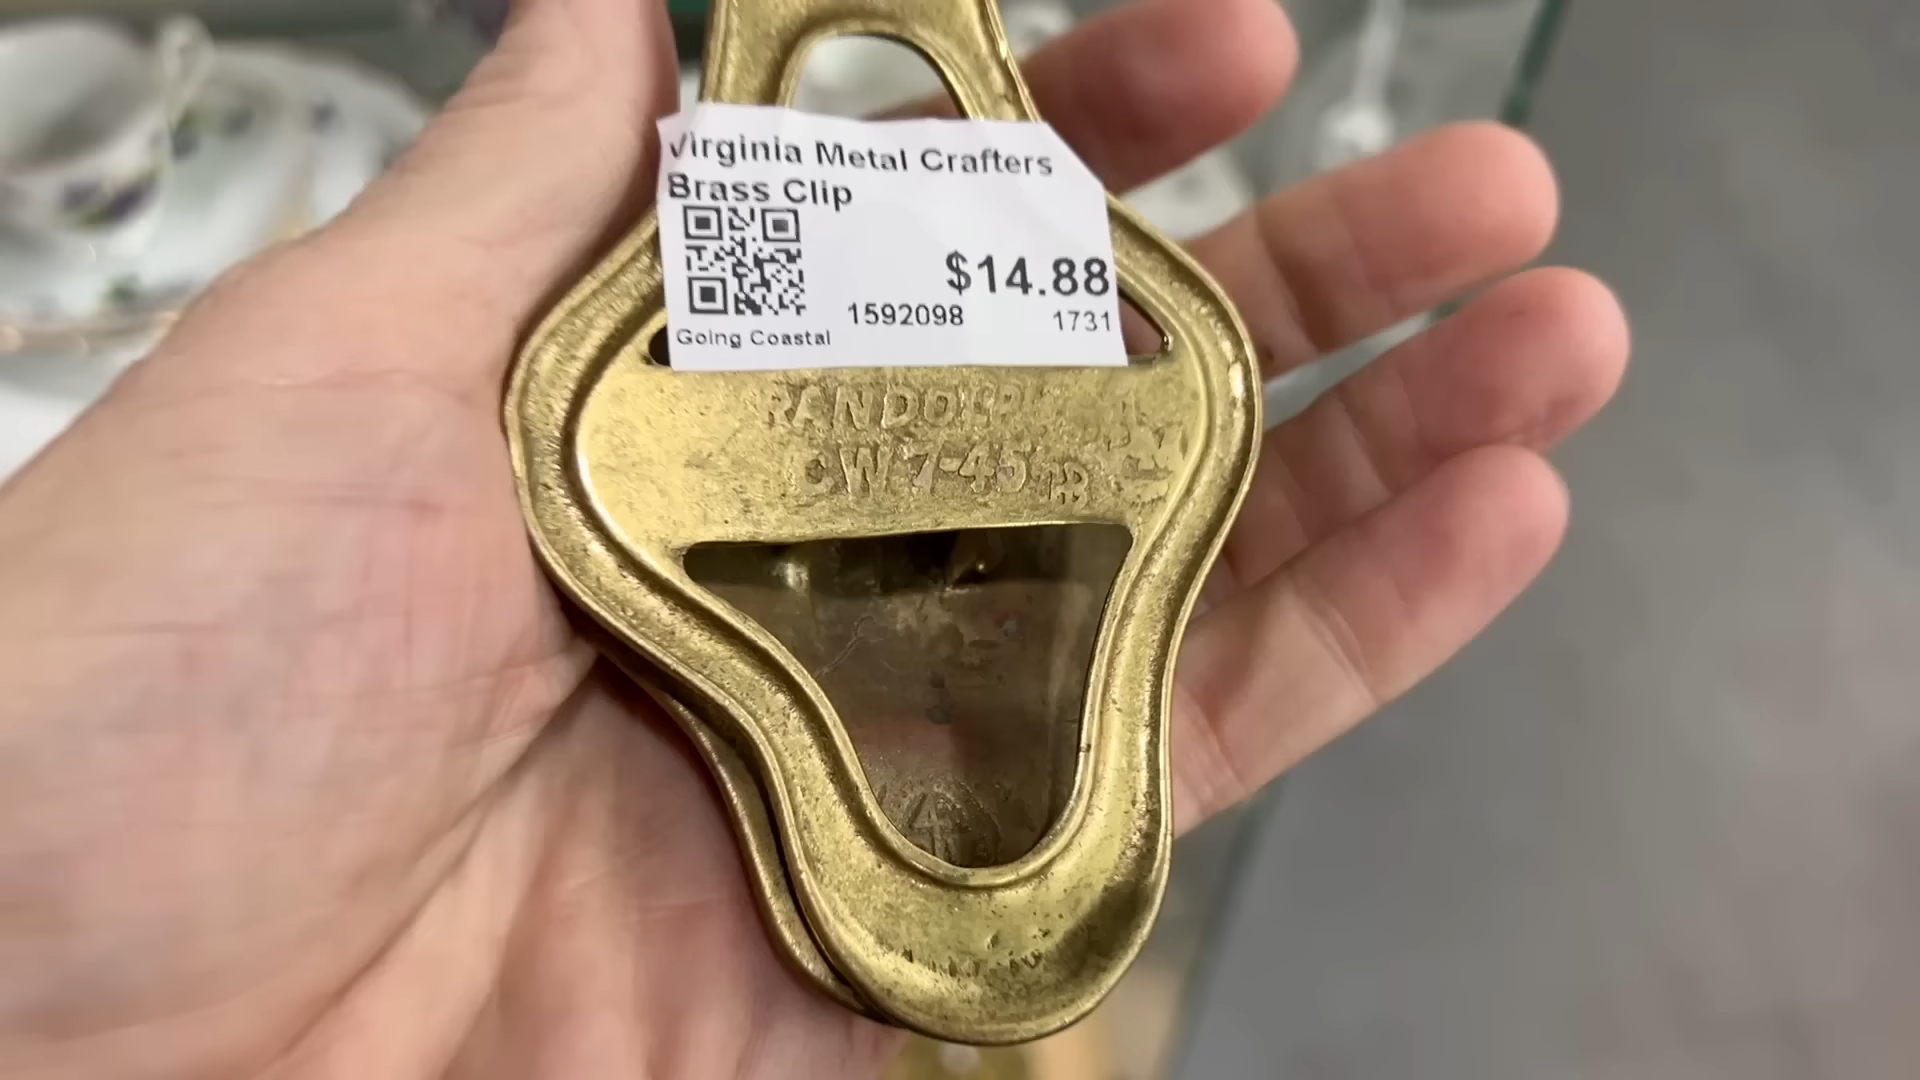 Virginia Metal Crafters
Brass Clip
$14.88
1592098
1731
Going Coastal
CW 7-45